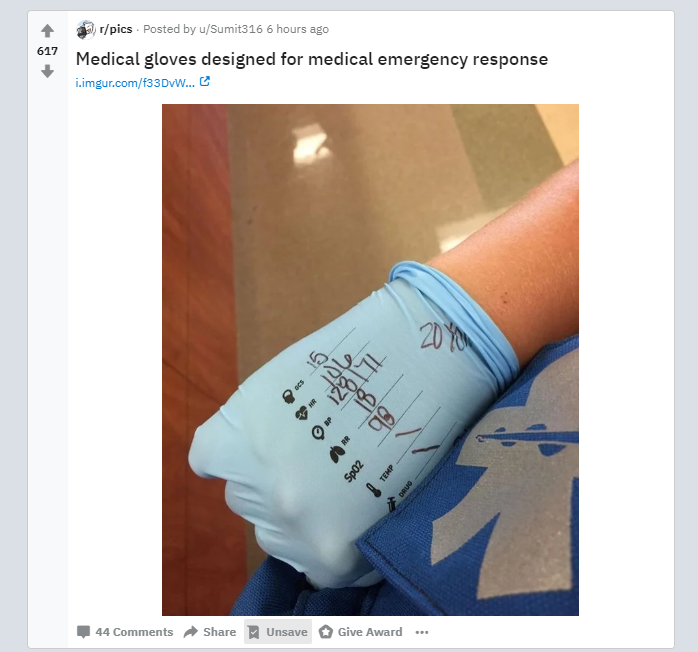 r/pics · Posted by u/Sumit316 6 hours ago
617
Medical gloves designed for medical emergency response
i.imgur.com/f33DvW...
20 yo
GCS 15
HR 106
BP 128/71
RR 18
SpO2 98
TEMP /
DRUG /
44 Comments Share Unsave Give Award ...